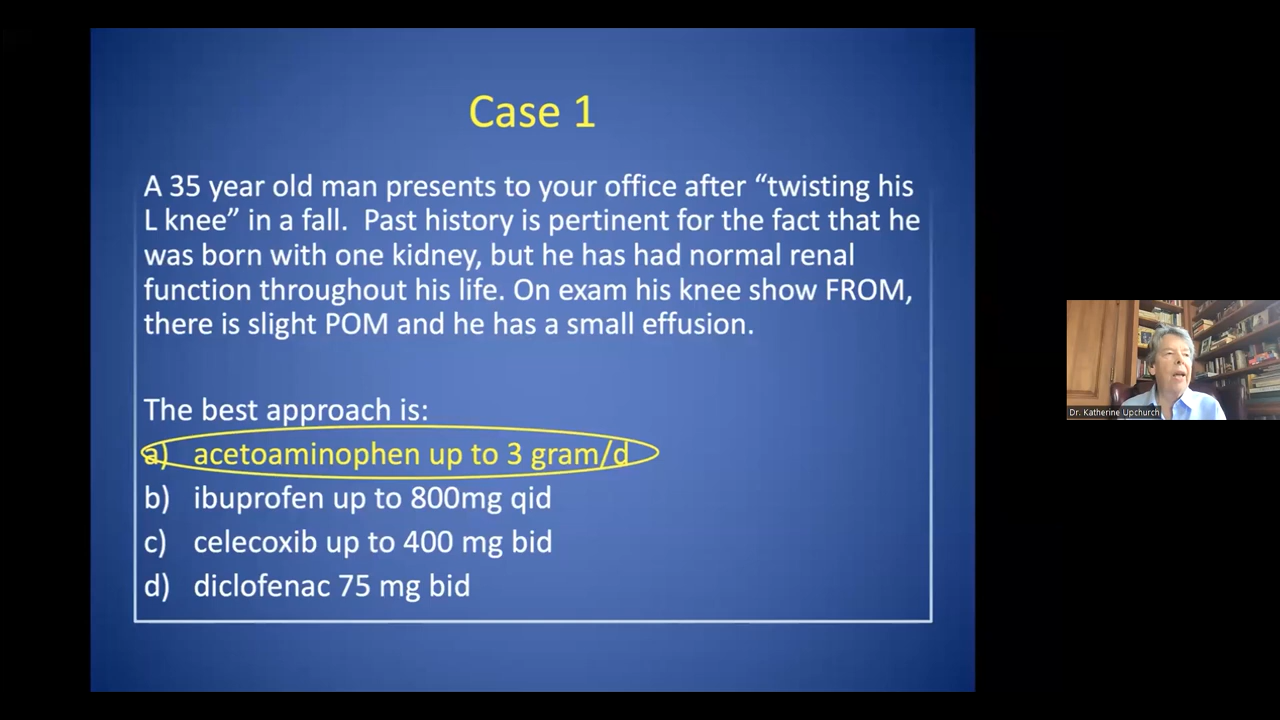 Case 1
A 35 year old man presents to your office after “twisting his
L knee” in a fall.  Past history is pertinent for the fact that he
was born with one kidney, but he has had normal renal
function throughout his life. On exam his knee show FROM,
there is slight POM and he has a small effusion.
The best approach is:
a) acetoaminophen up to 3 gram/d
b) ibuprofen up to 800mg qid
c) celecoxib up to 400 mg bid
d) diclofenac 75 mg bid
Dr. Katherine Upchurch